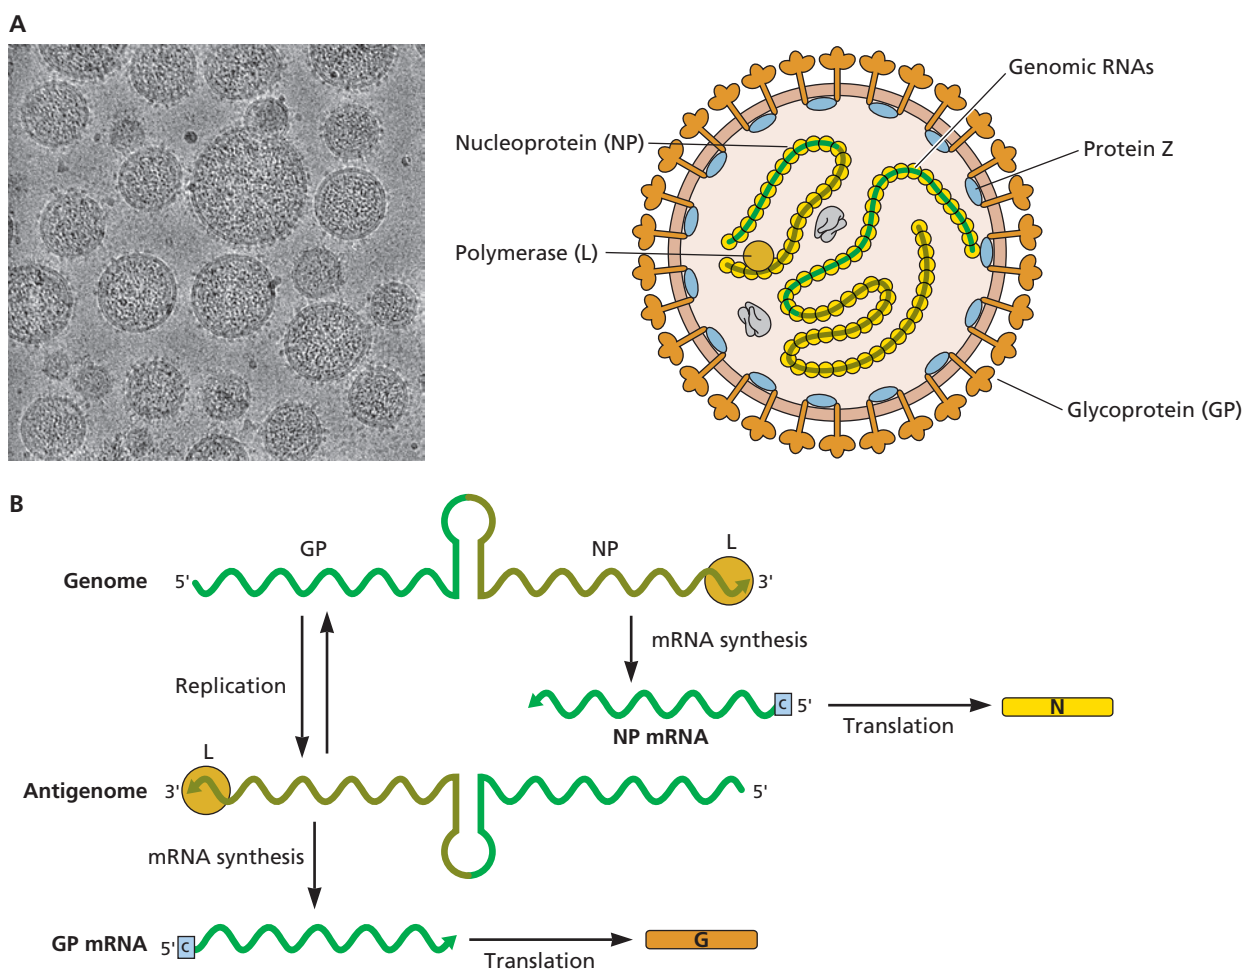 A
Genomic RNAs
Nucleoprotein (NP)
Protein Z
Polymerase (L)
Glycoprotein (GP)
B
GP
NP
L
Genome
5'
3'
mRNA synthesis
Replication
C
5'
N
Translation
NP mRNA
L
Antigenome
3'
5'
mRNA synthesis
GP mRNA
5'
C
G
Translation